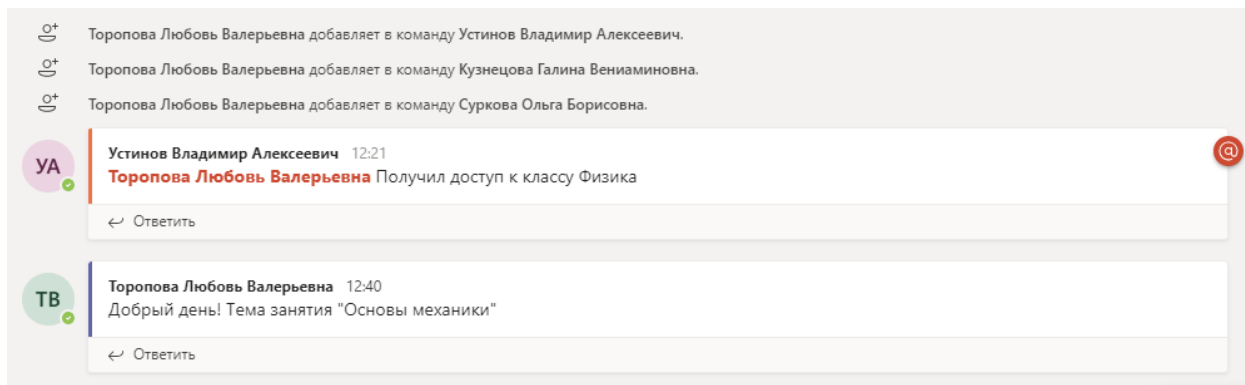 Торопова Любовь Валерьевна добавляет в команду Устинов Владимир Алексеевич.
Торопова Любовь Валерьевна добавляет в команду Кузнецова Галина Вениаминовна.
Торопова Любовь Валерьевна добавляет в команду Суркова Ольга Борисовна.
УА
Устинов Владимир Алексеевич 12:21
@
Торопова Любовь Валерьевна Получил доступ к классу Физика
Ответить
ТВ
Торопова Любовь Валерьевна 12:40
Добрый день! Тема занятия "Основы механики"
Ответить